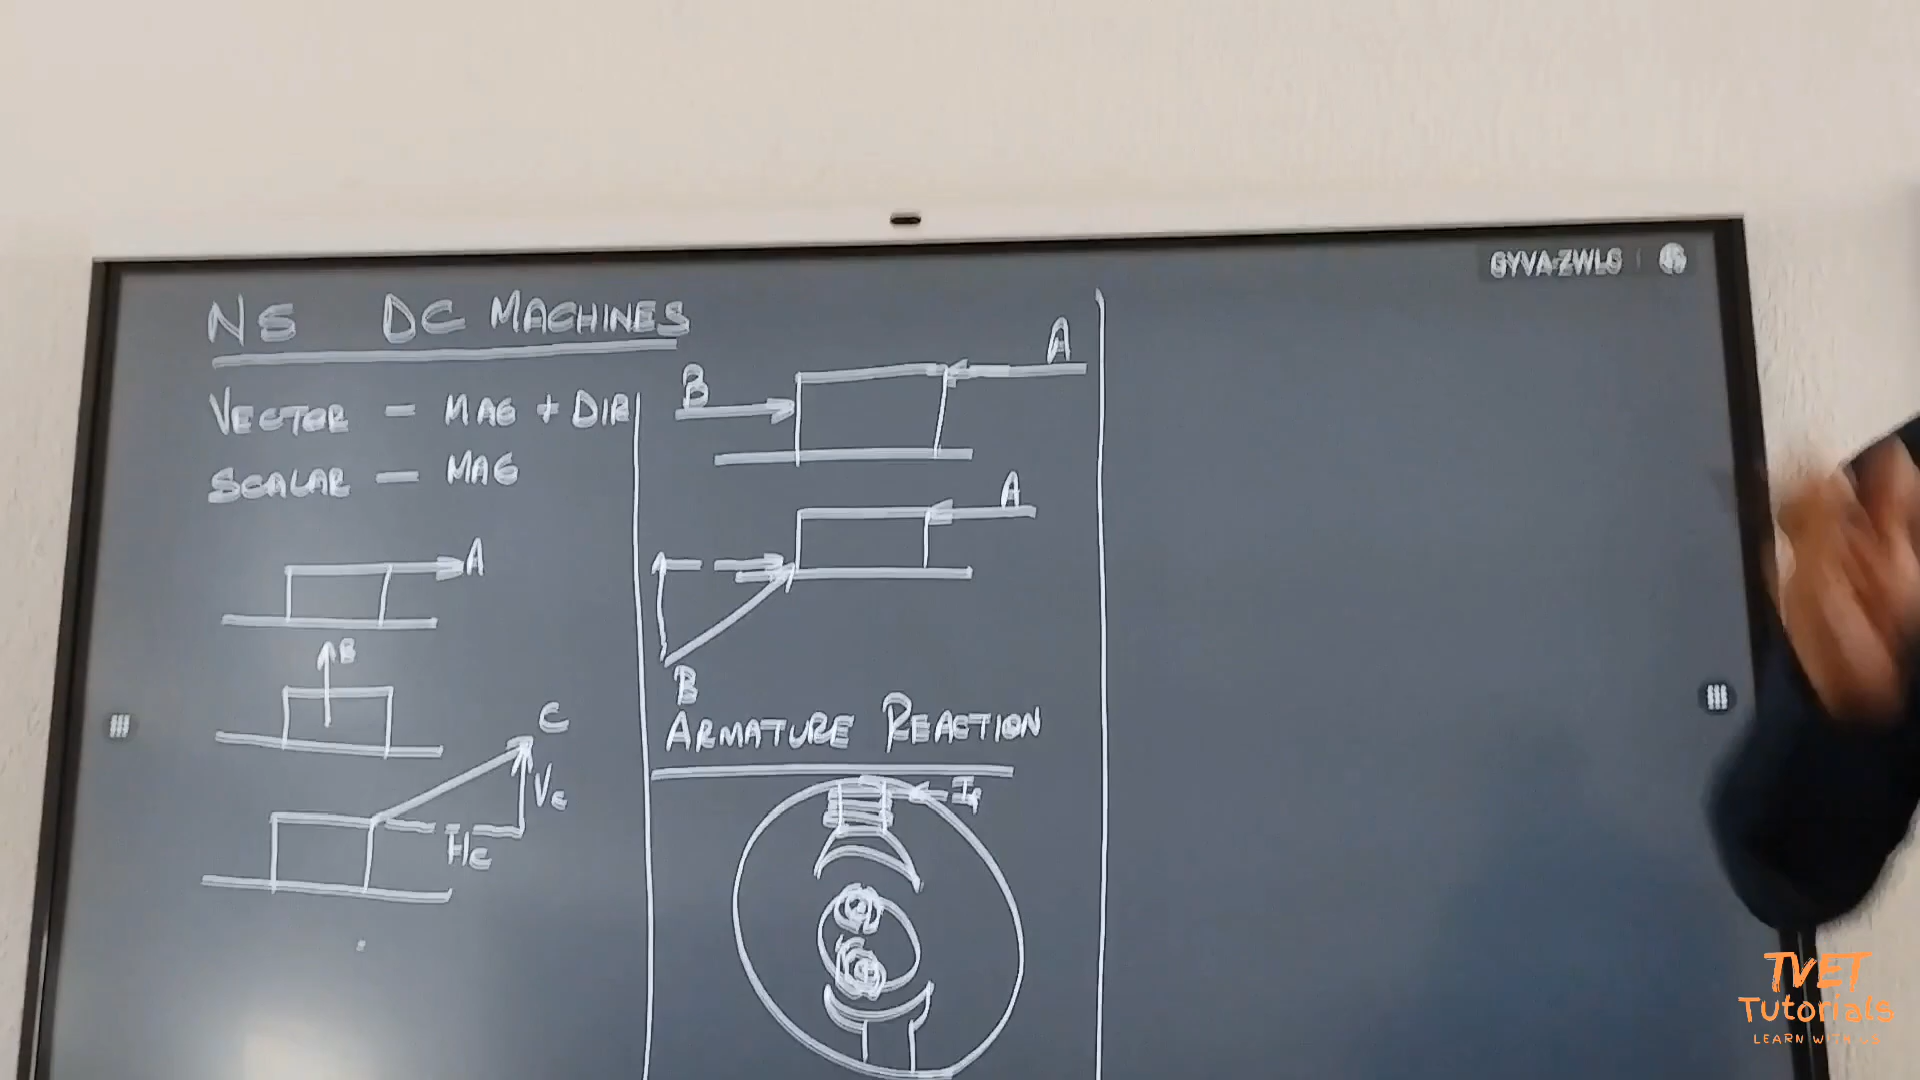 GYVA-ZWLG
N5 DC MACHINES
VECTOR - MAG + DIR
SCALAR - MAG
A
B
C
Vc
Hc
B
A
A
B
ARMATURE REACTION
If
TVET
Tutorials
LEARN WITH US